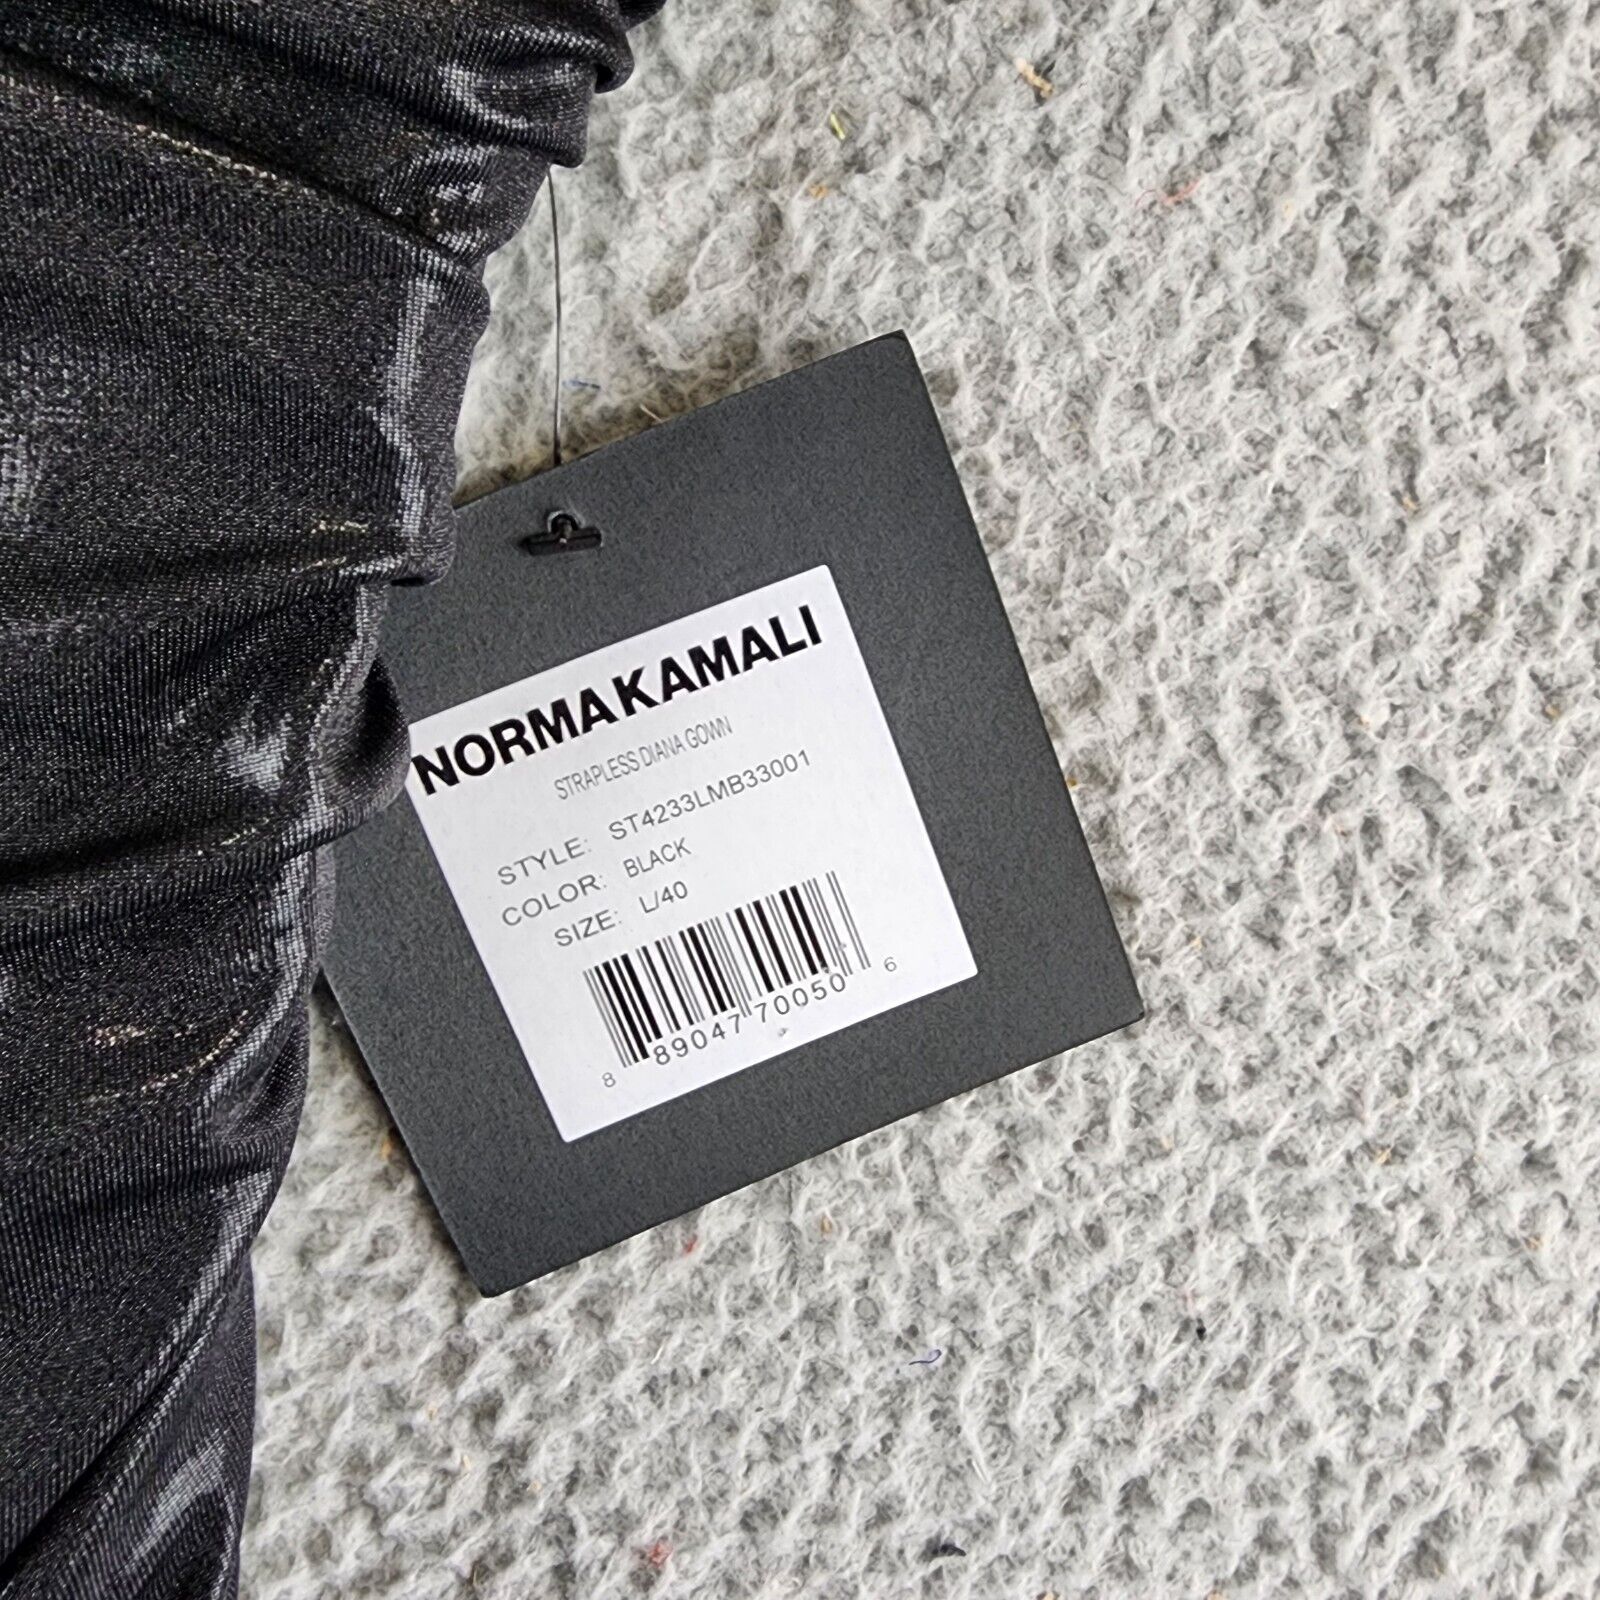 NORMA KAMALI
STRAPLESS DIANA GOWN
STYLE: ST4233LMB33001
COLOR: BLACK
SIZE: L/40
8 89047 70050 6